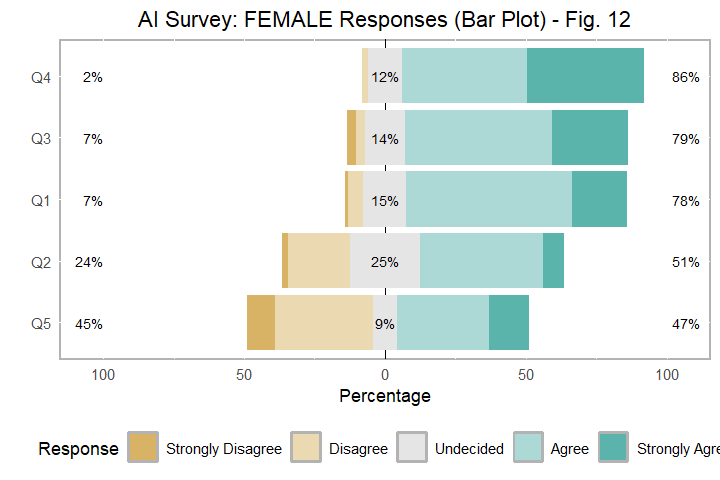 AI Survey: FEMALE Responses (Bar Plot) - Fig. 12
Q4 2% 12% 86%
Q3 7% 14% 79%
Q1 7% 15% 78%
Q2 24% 25% 51%
Q5 45% 9% 47%
100 50 0 50 100
Percentage
Response Strongly Disagree Disagree Undecided Agree Strongly Agre